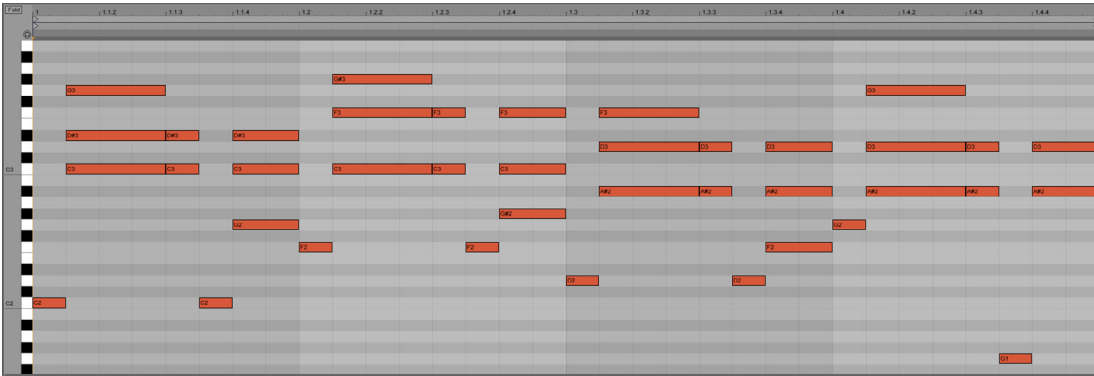 Fold 1 1.1.2 1.1.3 1.1.4 1.2 1.2.2 1.2.3 1.2.4 1.3 1.3.2 1.3.3 1.3.4 1.4 1.4.2 1.4.3 1.4.4
G#3
G3 G3
F3 F3 F3 F3
D#3 D#3 D#3
D3 D3 D3 D3 D3 D3
C3 C3 C3 C3 C3 C3 C3
A#2 A#2 A#2 A#2 A#2 A#2
G#2
G2 G2
F2 F2 F2
D2 D2
C2 C2 C2
G1